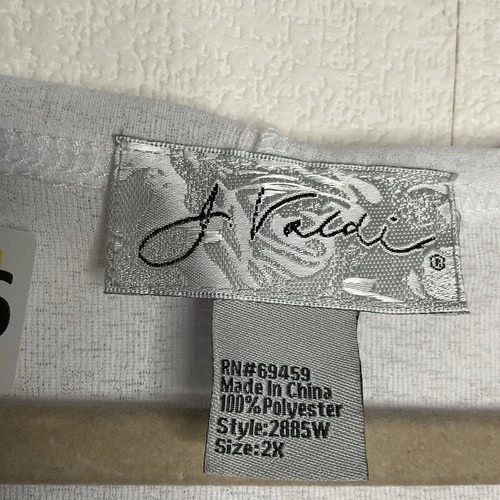 J. Valdi
®
RN#69459
Made In China
100%Polyester
Style:2885W
Size:2X